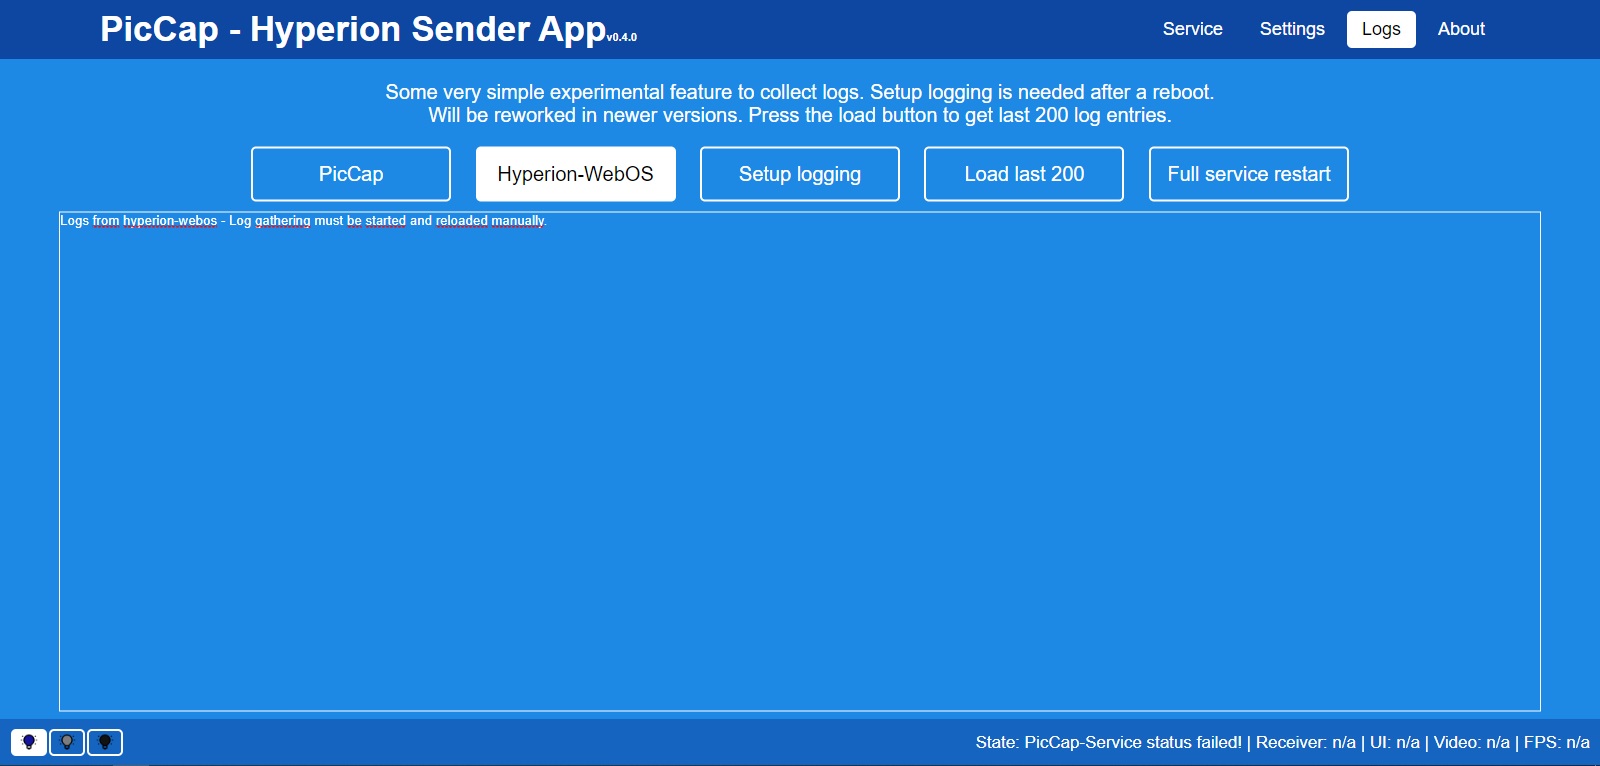 PicCap - Hyperion Sender App v0.4.0
Service Settings Logs About
Some very simple experimental feature to collect logs. Setup logging is needed after a reboot.
Will be reworked in newer versions. Press the load button to get last 200 log entries.
PicCap Hyperion-WebOS Setup logging Load last 200 Full service restart
Logs from hyperion-webos - Log gathering must be started and reloaded manually.
State: PicCap-Service status failed! | Receiver: n/a | UI: n/a | Video: n/a | FPS: n/a